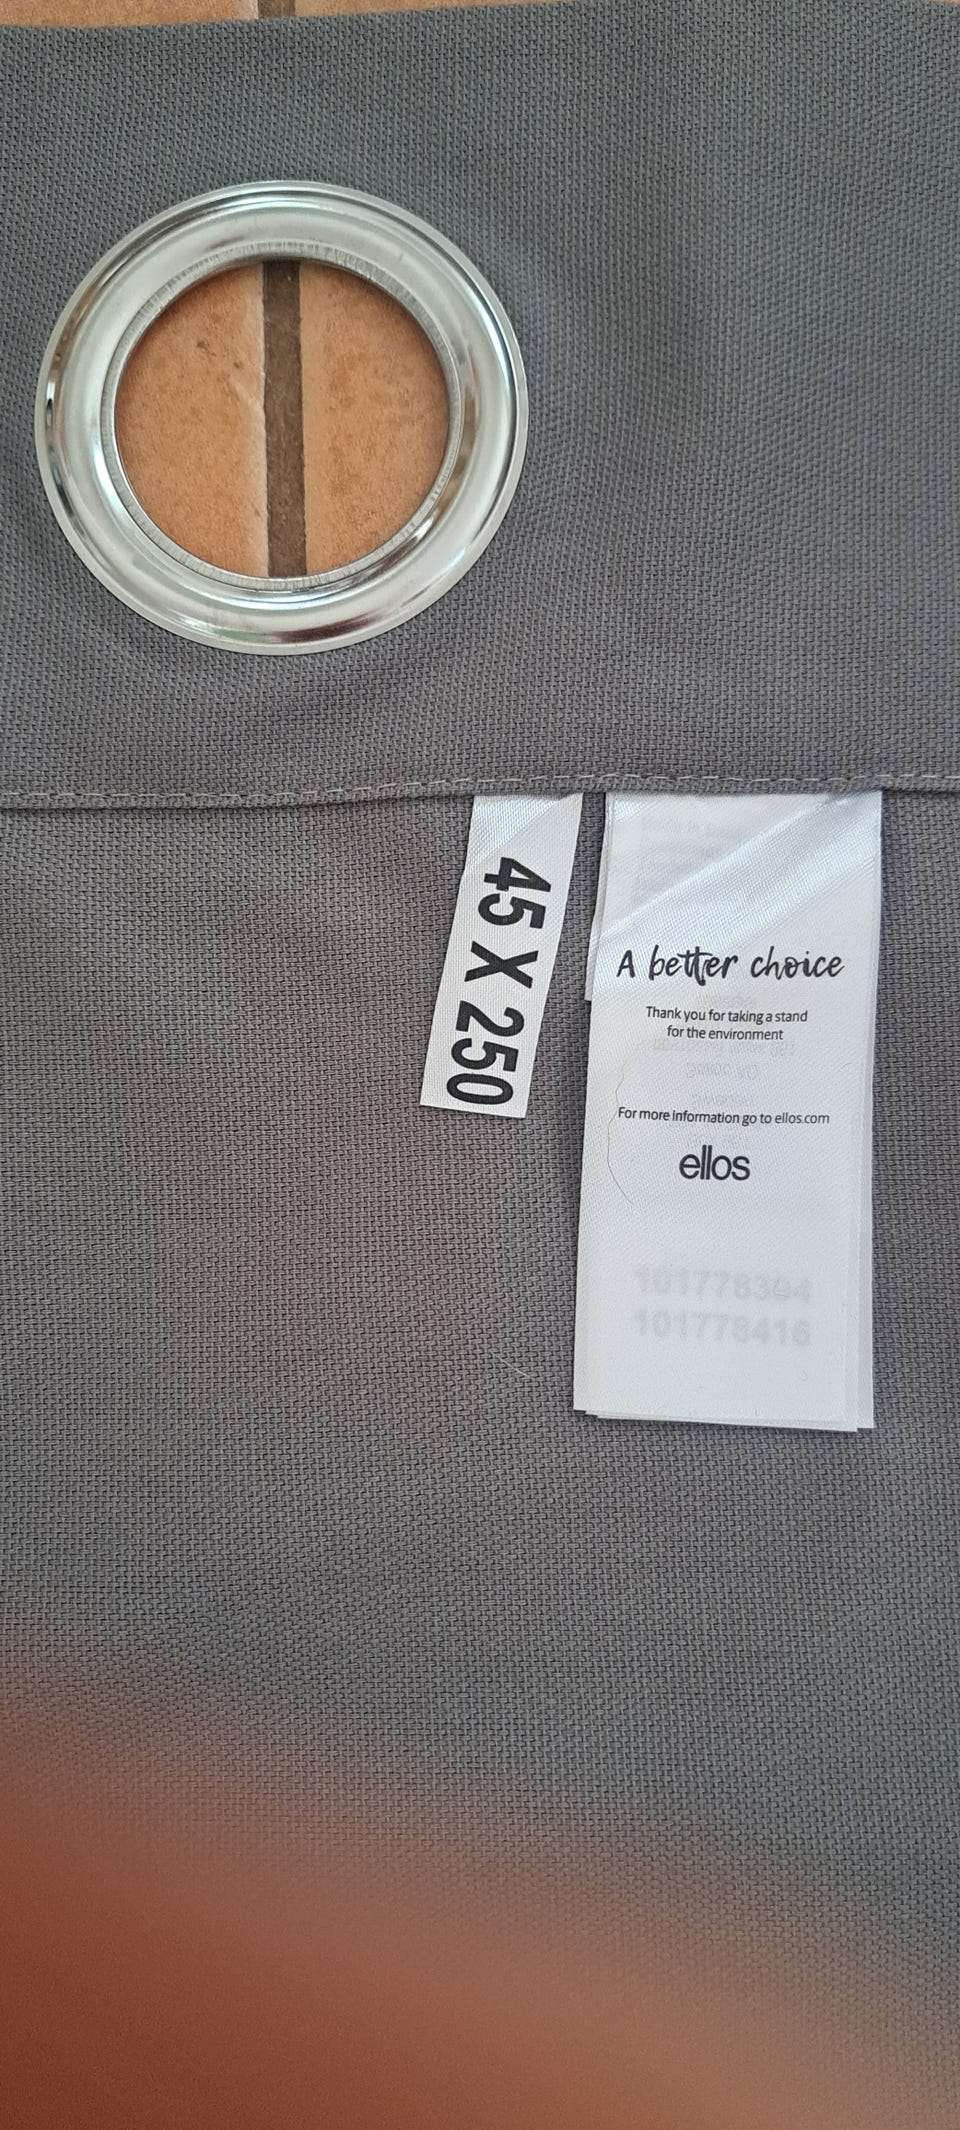 45 X 250
A better choice
Thank you for taking a stand
for the environment
For more information go to ellos.com
ellos
101778394
101778416